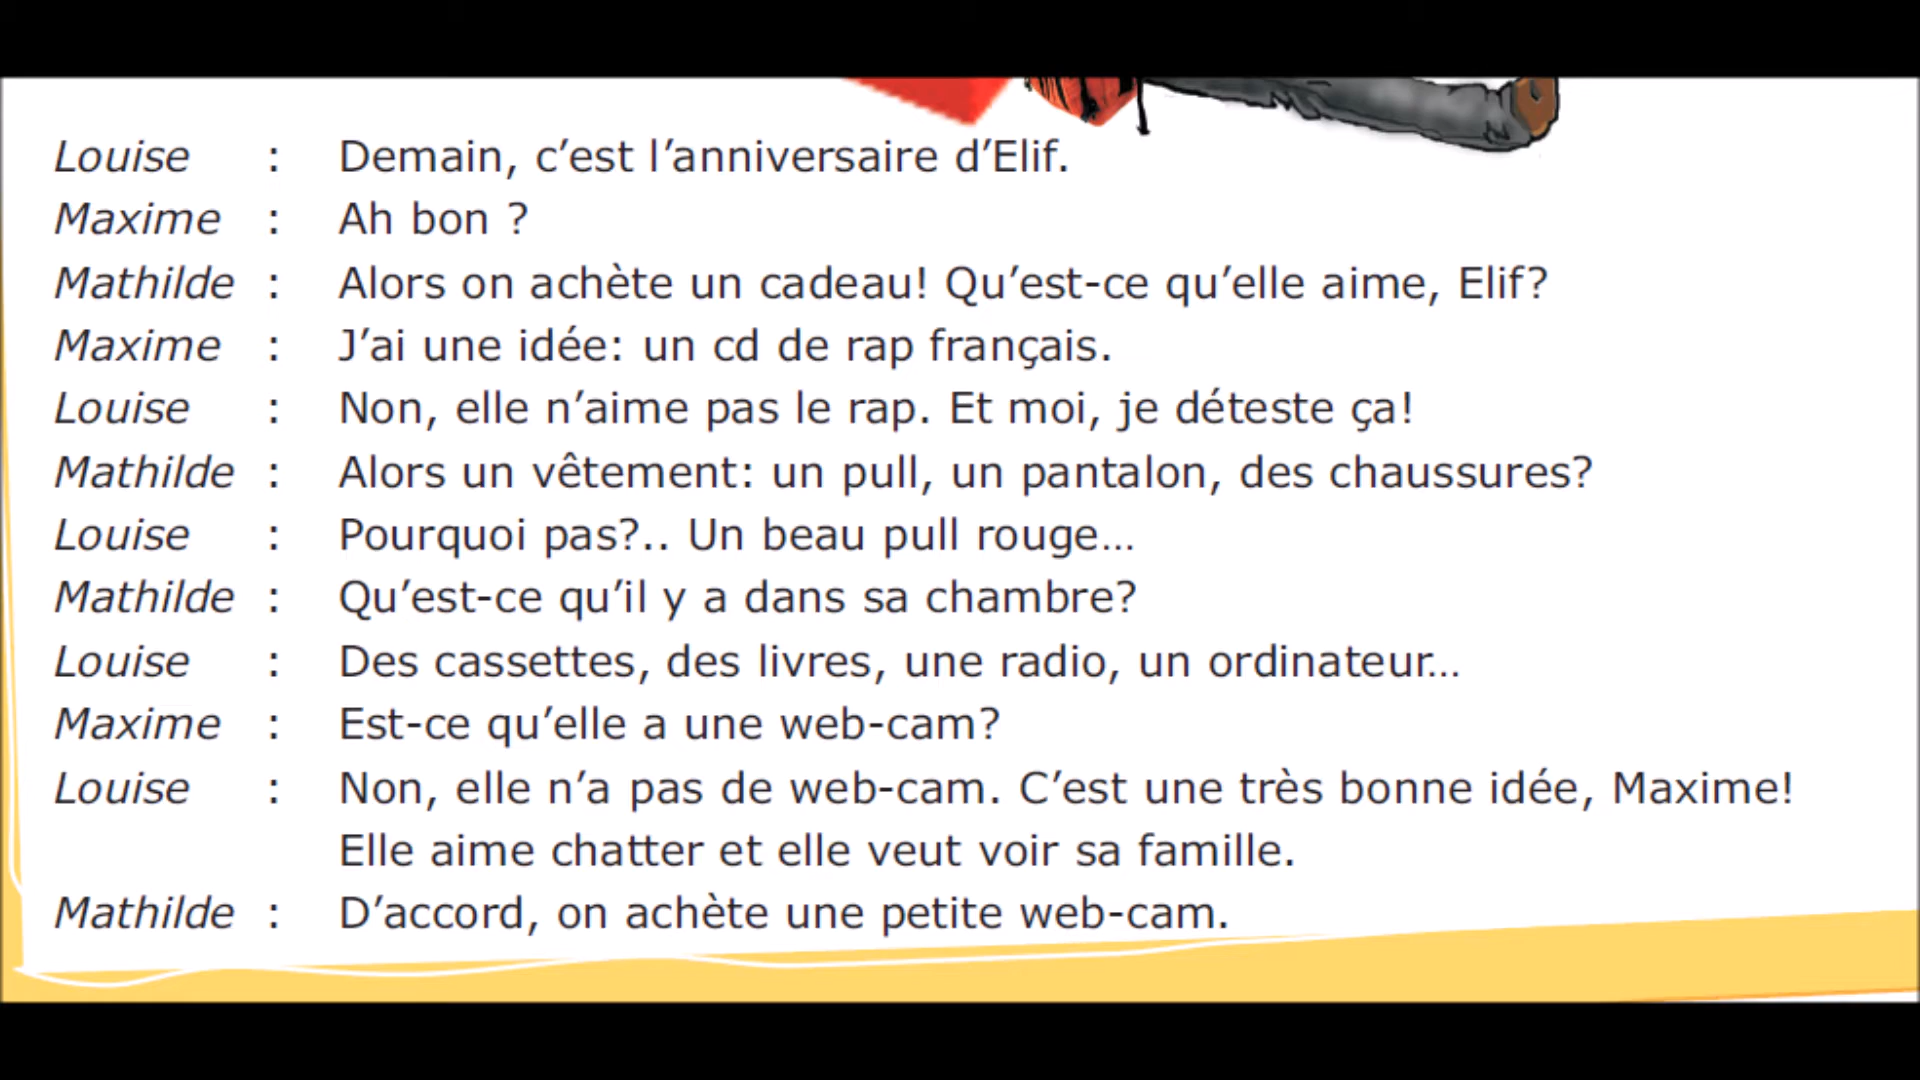 Louise : Demain, c’est l’anniversaire d’Elif.
Maxime : Ah bon ?
Mathilde : Alors on achète un cadeau! Qu’est-ce qu’elle aime, Elif?
Maxime : J’ai une idée: un cd de rap français.
Louise : Non, elle n’aime pas le rap. Et moi, je déteste ça!
Mathilde : Alors un vêtement: un pull, un pantalon, des chaussures?
Louise : Pourquoi pas?.. Un beau pull rouge…
Mathilde : Qu’est-ce qu’il y a dans sa chambre?
Louise : Des cassettes, des livres, une radio, un ordinateur…
Maxime : Est-ce qu’elle a une web-cam?
Louise : Non, elle n’a pas de web-cam. C’est une très bonne idée, Maxime!
Elle aime chatter et elle veut voir sa famille.
Mathilde : D’accord, on achète une petite web-cam.